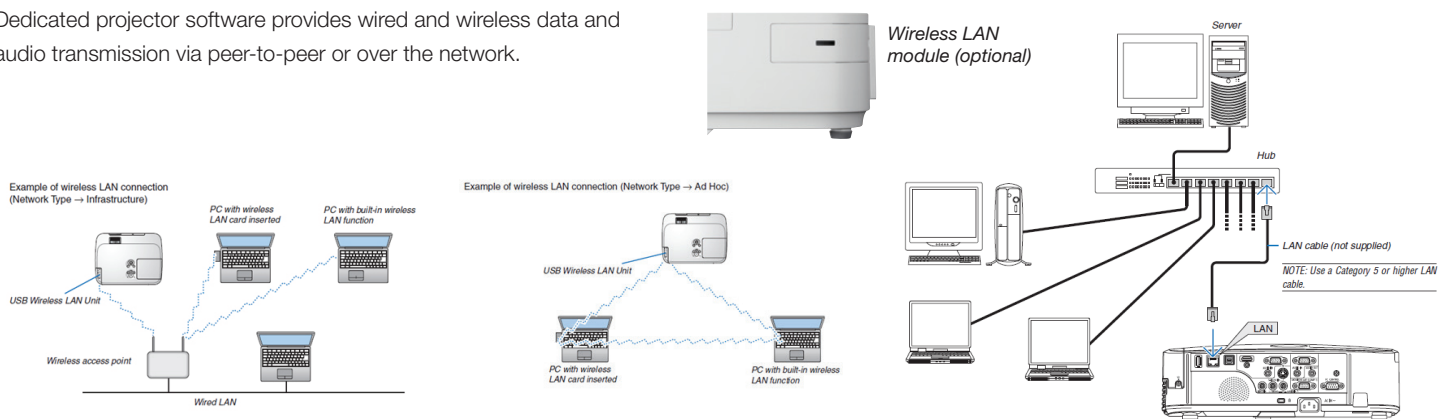 Dedicated projector software provides wired and wireless data and
audio transmission via peer-to-peer or over the network.
Wireless LAN
module (optional)
Server
Hub
LAN cable (not supplied)
NOTE: Use a Category 5 or higher LAN
cable.
LAN
Example of wireless LAN connection
(Network Type → Infrastructure)
PC with wireless
LAN card inserted
PC with built-in wireless
LAN function
USB Wireless LAN Unit
Wireless access point
Wired LAN
Example of wireless LAN connection (Network Type → Ad Hoc)
USB Wireless LAN Unit
PC with wireless
LAN card inserted
PC with built-in wireless
LAN function